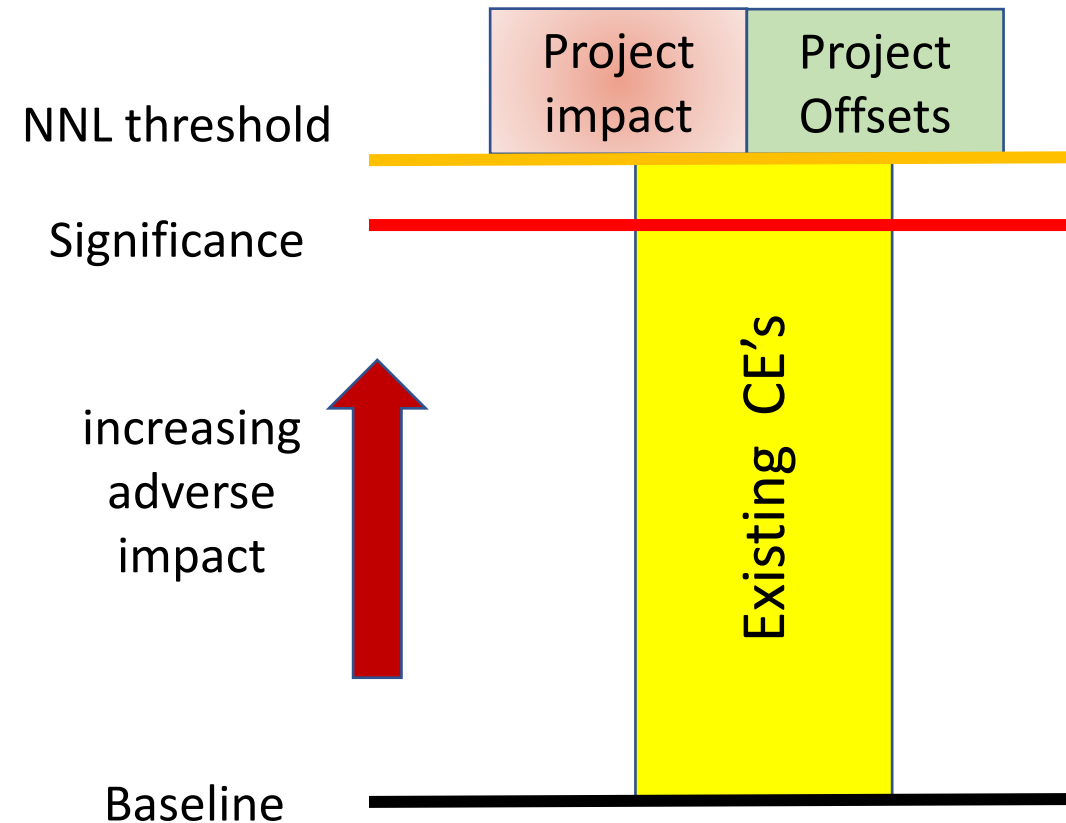 Project
impact
Project
Offsets
NNL threshold
Significance
increasing
adverse
impact
Existing CE’s
Baseline